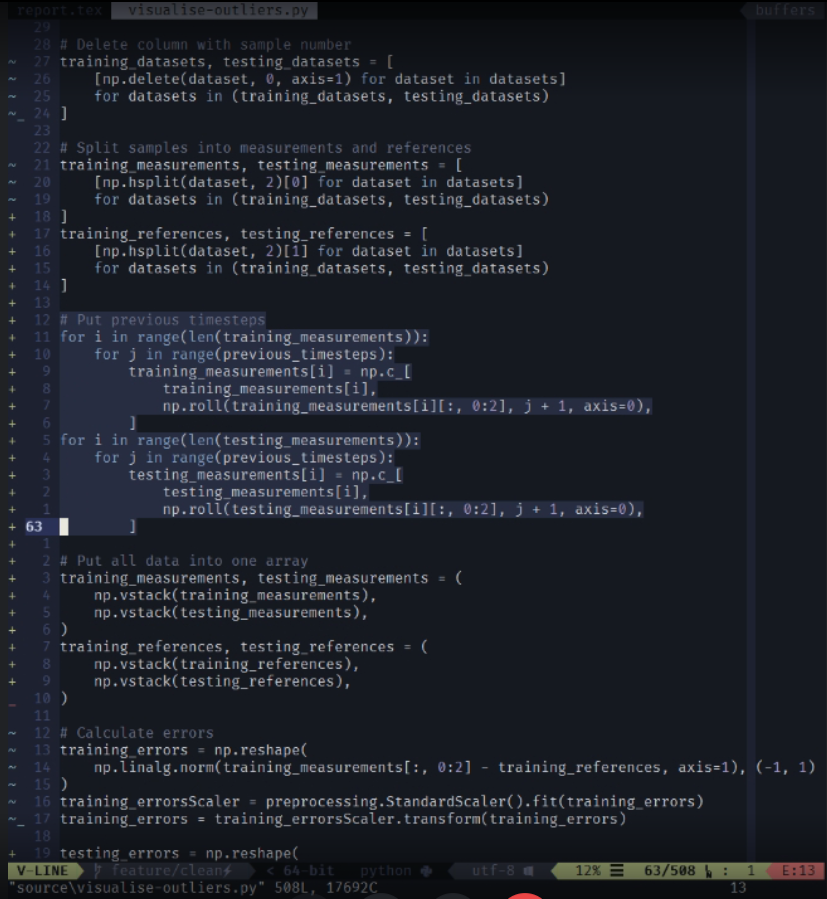 report.tex visualise-outliers.py buffers
29
28 # Delete column with sample number
~ 27 training_datasets, testing_datasets = [
~ 26     [np.delete(dataset, 0, axis=1) for dataset in datasets]
~ 25     for datasets in (training_datasets, testing_datasets)
~_ 24 ]
23
22 # Split samples into measurements and references
~ 21 training_measurements, testing_measurements = [
~ 20     [np.hsplit(dataset, 2)[0] for dataset in datasets]
~ 19     for datasets in (training_datasets, testing_datasets)
+ 18 ]
+ 17 training_references, testing_references = [
+ 16     [np.hsplit(dataset, 2)[1] for dataset in datasets]
+ 15     for datasets in (training_datasets, testing_datasets)
+ 14 ]
+ 13
+ 12 # Put previous timesteps
+ 11 for i in range(len(training_measurements)):
+ 10     for j in range(previous_timesteps):
+ 9         training_measurements[i] = np.c_[
+ 8             training_measurements[i],
+ 7             np.roll(training_measurements[i][:, 0:2], j + 1, axis=0),
+ 6         ]
+ 5 for i in range(len(testing_measurements)):
+ 4     for j in range(previous_timesteps):
+ 3         testing_measurements[i] = np.c_[
+ 2             testing_measurements[i],
+ 1             np.roll(testing_measurements[i][:, 0:2], j + 1, axis=0),
+ 63         ]
+ 1
+ 2 # Put all data into one array
+ 3 training_measurements, testing_measurements = (
+ 4     np.vstack(training_measurements),
+ 5     np.vstack(testing_measurements),
+ 6 )
+ 7 training_references, testing_references = (
+ 8     np.vstack(training_references),
+ 9     np.vstack(testing_references),
_ 10 )
11
~ 12 # Calculate errors
~ 13 training_errors = np.reshape(
~ 14     np.linalg.norm(training_measurements[:, 0:2] - training_references, axis=1), (-1, 1)
~ 15 )
~ 16 training_errorsScaler = preprocessing.StandardScaler().fit(training_errors)
~_ 17 training_errors = training_errorsScaler.transform(training_errors)
18
+ 19 testing_errors = np.reshape(
V-LINE feature/clean < 64-bit python utf-8 12% ☰ 63/508 : 1 E:13
"source\visualise-outliers.py" 508L, 17692C 13